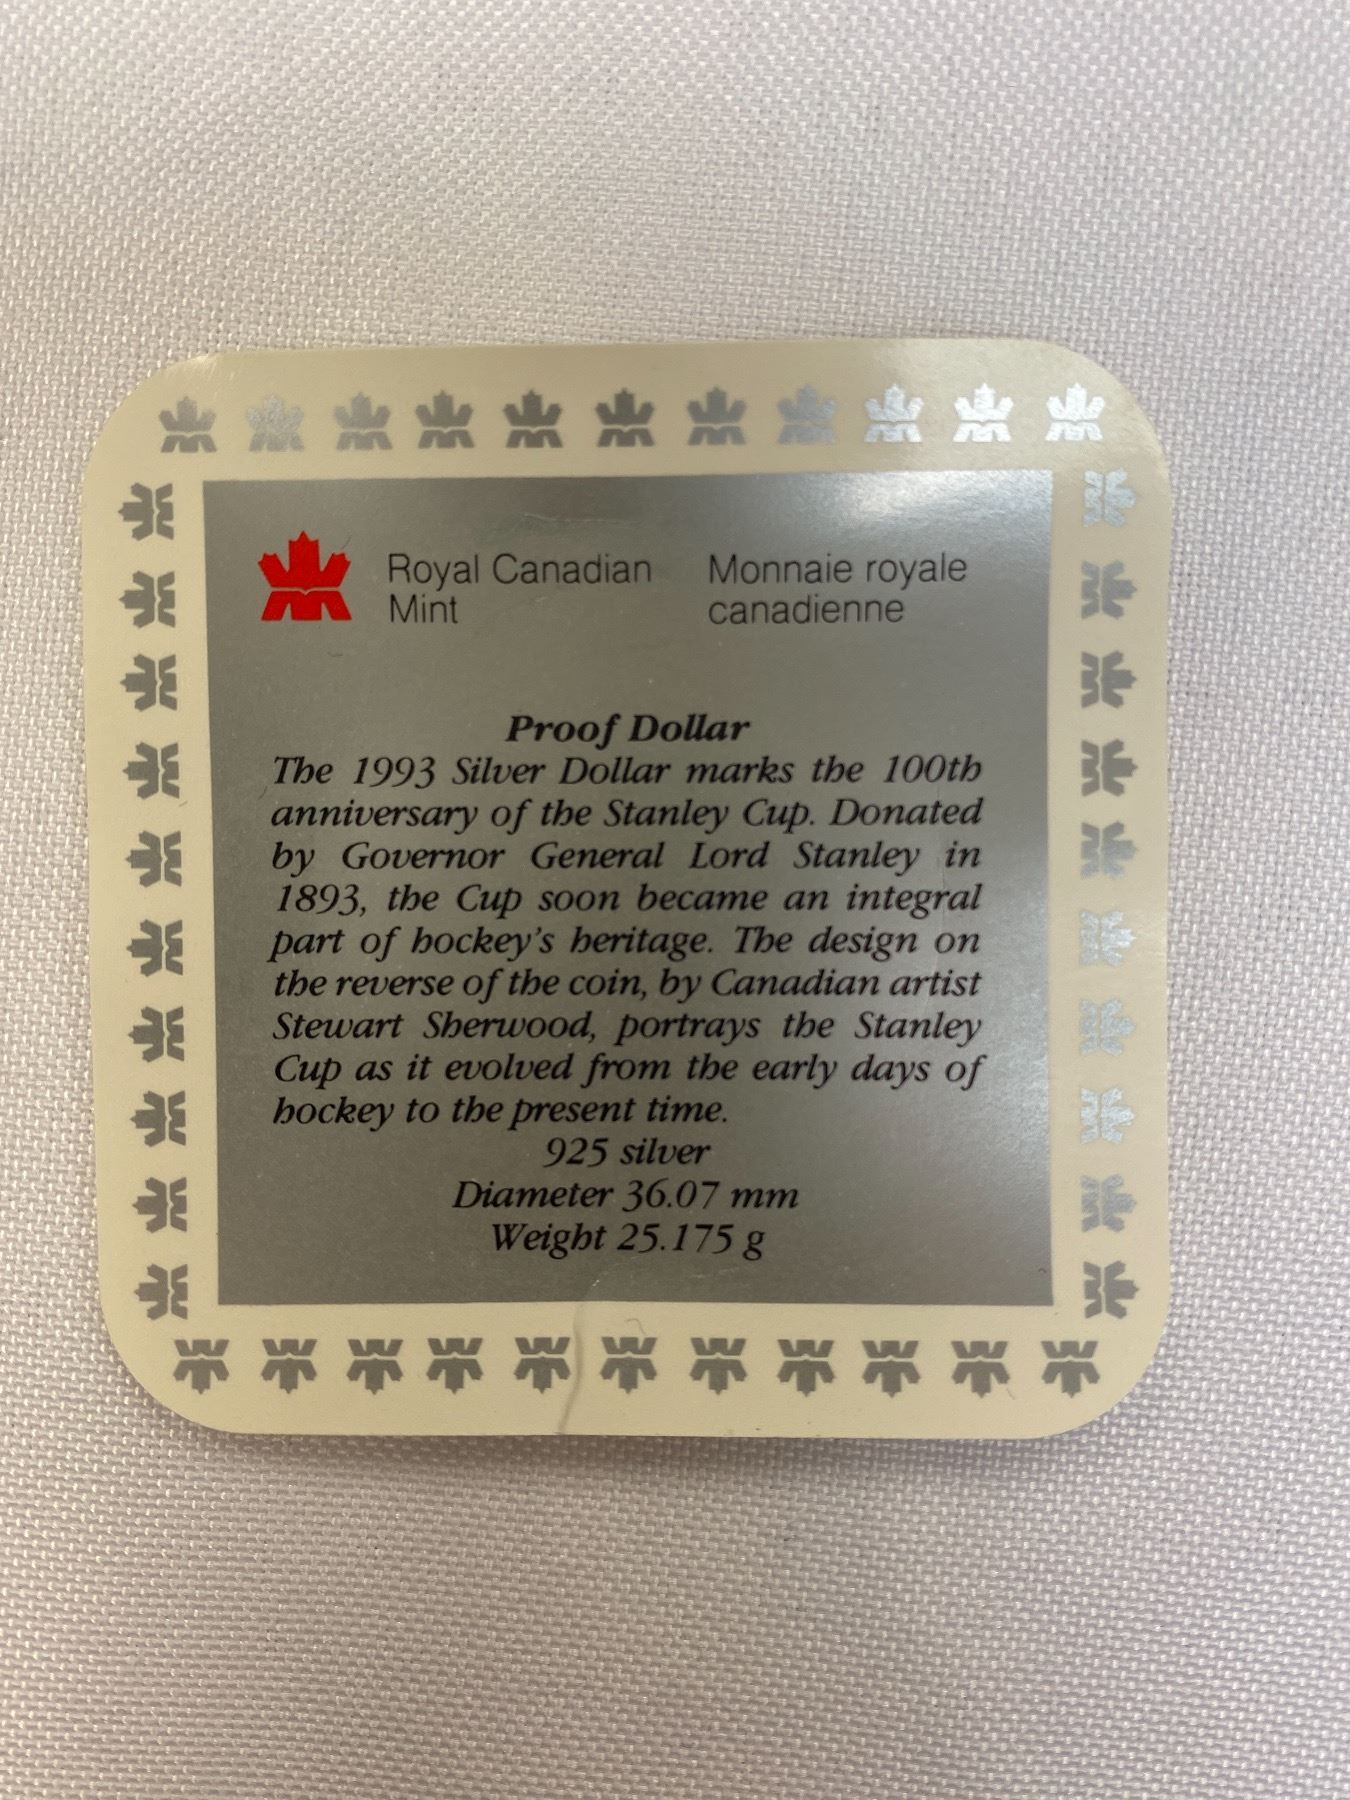 Royal Canadian Mint
Monnaie royale canadienne
Proof Dollar
The 1993 Silver Dollar marks the 100th
anniversary of the Stanley Cup. Donated
by Governor General Lord Stanley in
1893, the Cup soon became an integral
part of hockey's heritage. The design on
the reverse of the coin, by Canadian artist
Stewart Sherwood, portrays the Stanley
Cup as it evolved from the early days of
hockey to the present time.
925 silver
Diameter 36.07 mm
Weight 25.175 g